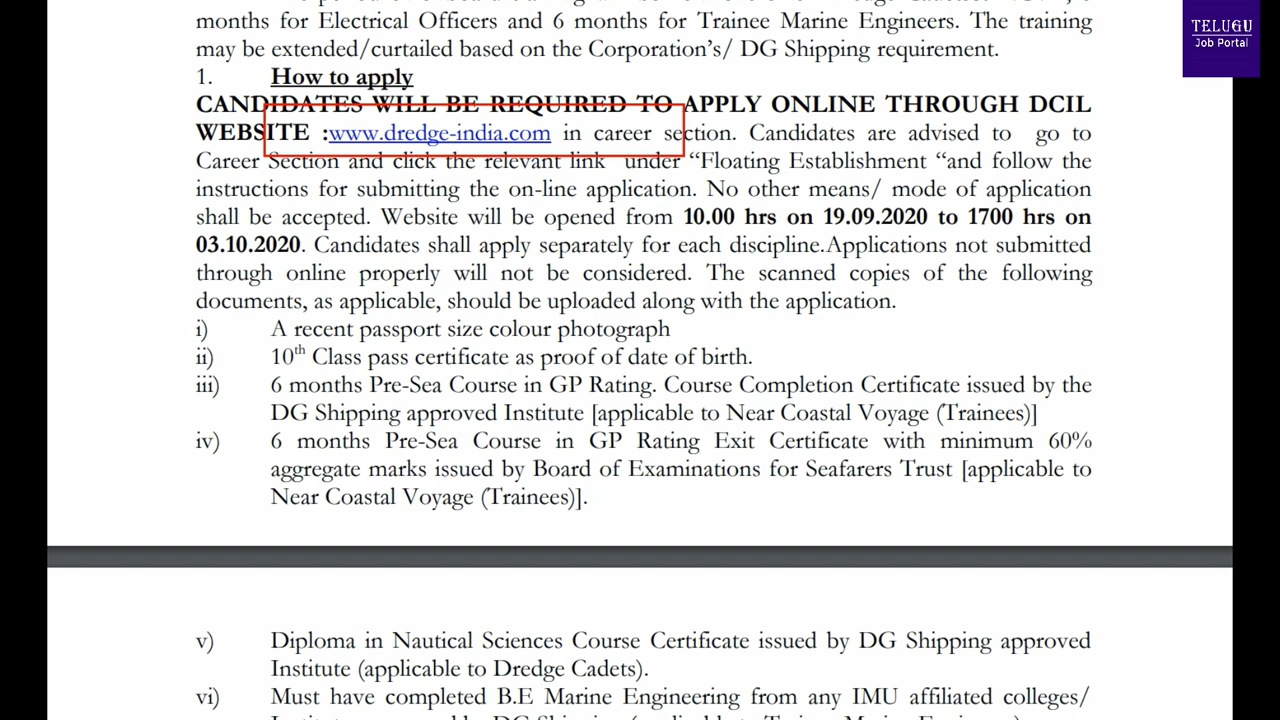 months for Electrical Officers and 6 months for Trainee Marine Engineers. The training
may be extended/curtailed based on the Corporation's/ DG Shipping requirement.
1. How to apply
CANDIDATES WILL BE REQUIRED TO APPLY ONLINE THROUGH DCIL
WEBSITE :www.dredge-india.com in career section. Candidates are advised to go to
Career Section and click the relevant link under “Floating Establishment “and follow the
instructions for submitting the on-line application. No other means/ mode of application
shall be accepted. Website will be opened from 10.00 hrs on 19.09.2020 to 1700 hrs on
03.10.2020. Candidates shall apply separately for each discipline.Applications not submitted
through online properly will not be considered. The scanned copies of the following
documents, as applicable, should be uploaded along with the application.
i) A recent passport size colour photograph
ii) 10th Class pass certificate as proof of date of birth.
iii) 6 months Pre-Sea Course in GP Rating. Course Completion Certificate issued by the
DG Shipping approved Institute [applicable to Near Coastal Voyage (Trainees)]
iv) 6 months Pre-Sea Course in GP Rating Exit Certificate with minimum 60%
aggregate marks issued by Board of Examinations for Seafarers Trust [applicable to
Near Coastal Voyage (Trainees)].
v) Diploma in Nautical Sciences Course Certificate issued by DG Shipping approved
Institute (applicable to Dredge Cadets).
vi) Must have completed B.E Marine Engineering from any IMU affiliated colleges/
TELUGU
Job Portal